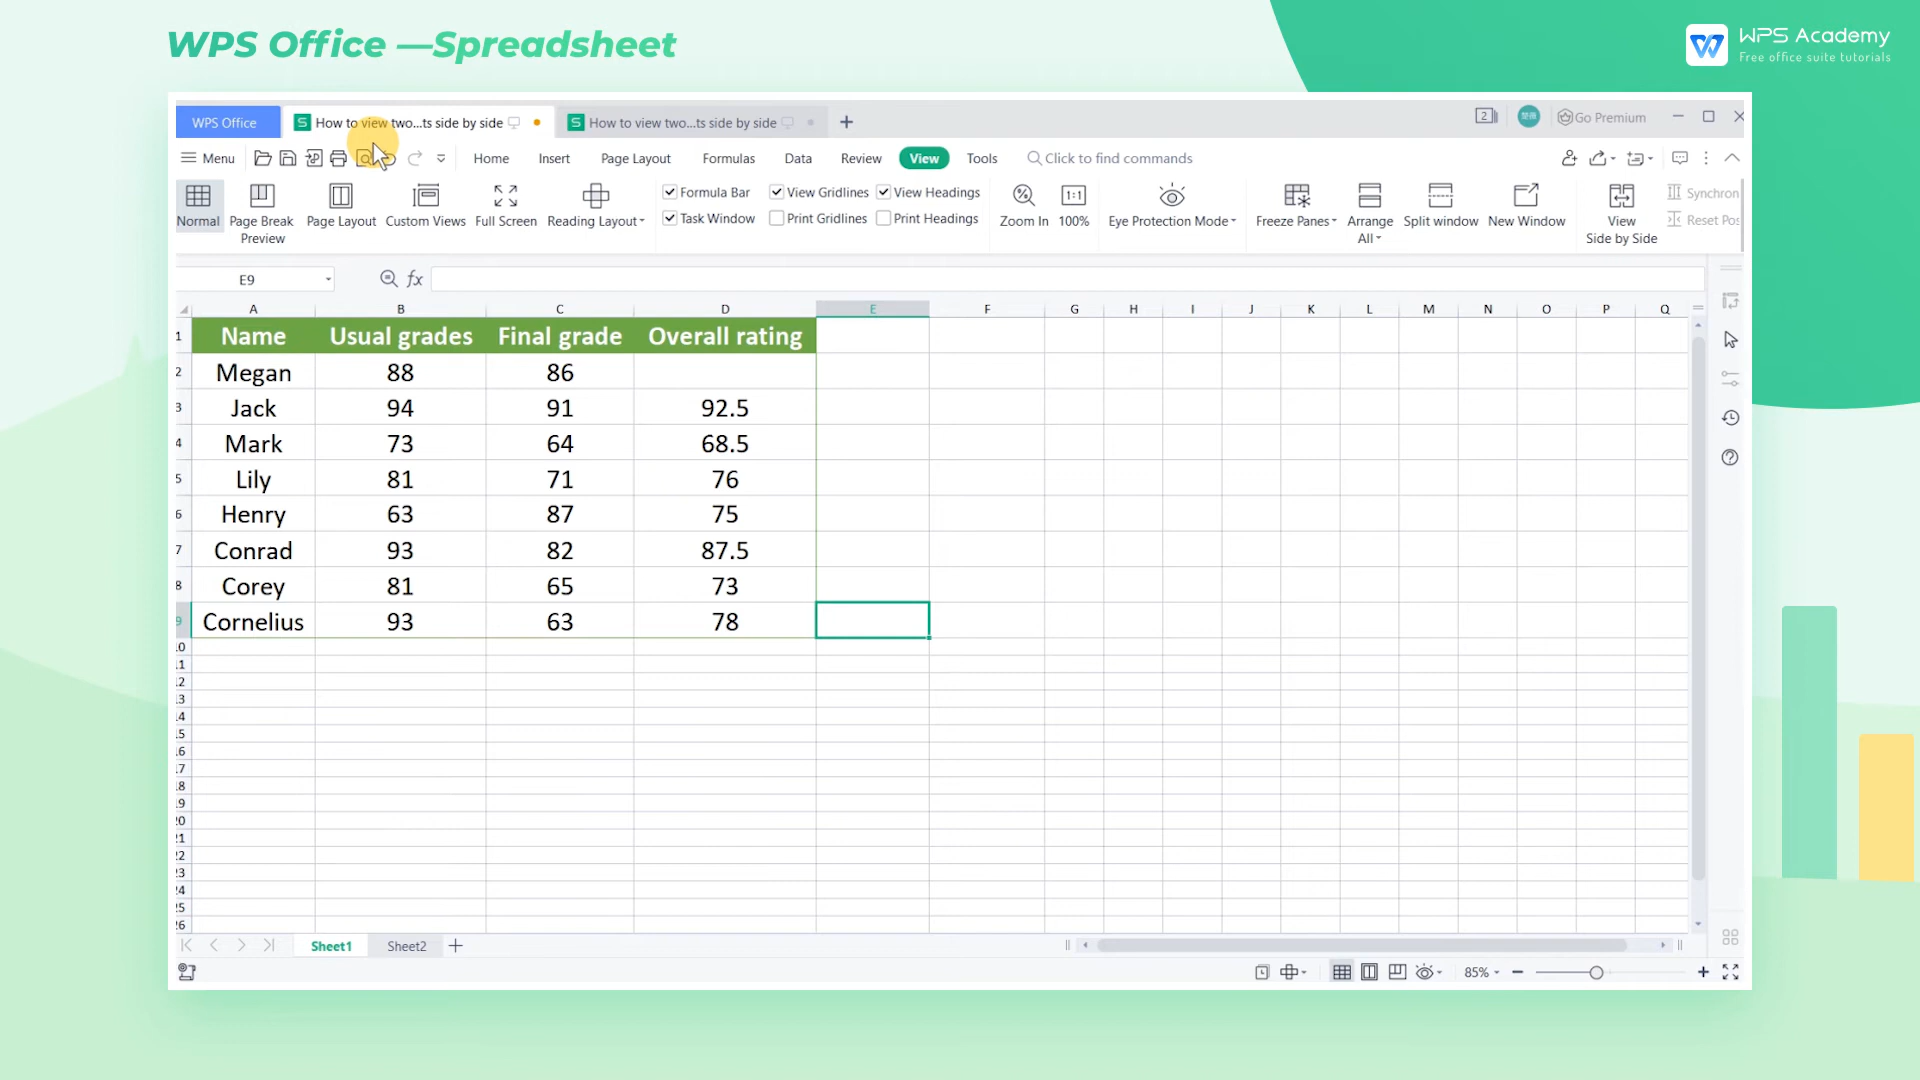 WPS Office —Spreadsheet
WPS Academy
Free office suite tutorials
WPS Office
How to view two...ts side by side
How to view two...ts side by side
Go Premium
Menu
Home
Insert
Page Layout
Formulas
Data
Review
View
Tools
Click to find commands
Normal
Page Break
Preview
Page Layout
Custom Views
Full Screen
Reading Layout
Formula Bar
View Gridlines
View Headings
Task Window
Print Gridlines
Print Headings
Zoom In
100%
Eye Protection Mode
Freeze Panes
Arrange
All
Split window
New Window
View
Side by Side
Synchron
Reset Pos
E9
fx
A B C D E F G H I J K L M N O P Q
1 Name Usual grades Final grade Overall rating
2 Megan 88 86
3 Jack 94 91 92.5
4 Mark 73 64 68.5
5 Lily 81 71 76
6 Henry 63 87 75
7 Conrad 93 82 87.5
8 Corey 81 65 73
9 Cornelius 93 63 78
Sheet1
Sheet2
85%